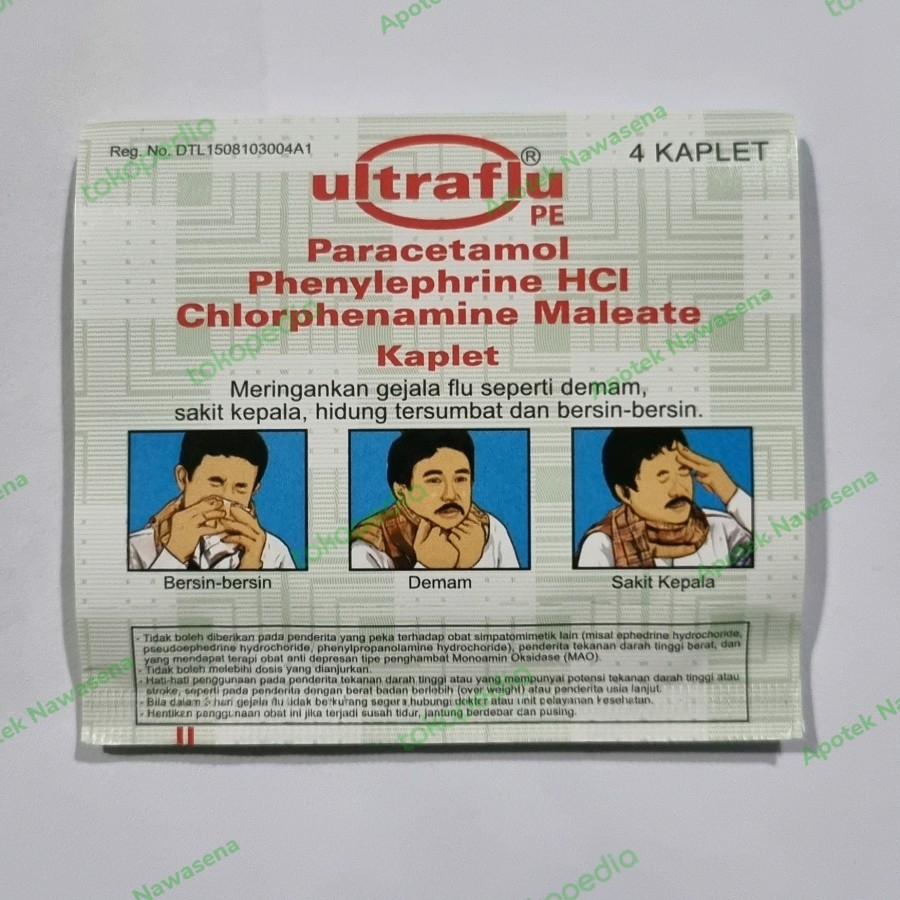 Reg. No. DTL1508103004A1
4 KAPLET
ultraflu®
PE
Paracetamol
Phenylephrine HCl
Chlorphenamine Maleate
Kaplet
Meringankan gejala flu seperti demam,
sakit kepala, hidung tersumbat dan bersin-bersin.
Bersin-bersin
Demam
Sakit Kepala
- Tidak boleh diberikan pada penderita yang peka terhadap obat simpatomimetik lain (misal ephedrine hydrochoride,
pseudoephedrine hydrochoride, phenylpropanolamine hydrochoride), penderita tekanan darah tinggi berat, dan
yang mendapat terapi obat anti depresan tipe penghambat Monoamin Oksidase (MAO).
- Tidak boleh melebihi dosis yang dianjurkan.
- Hati-hati penggunaan pada penderita tekanan darah tinggi atau yang mempunyai potensi tekanan darah tinggi atau
stroke, seperti pada penderita dengan berat badan berlebih (over weight) atau penderita usia lanjut.
- Bila dalam hari gejala flu tidak berkurang segera hubungi dokter atau unit pelayanan kesehatan.
- Hentikan penggunaan obat ini jika terjadi susah tidur, jantung berdebar dan pusing.
tokopedia
Apotek Nawasena